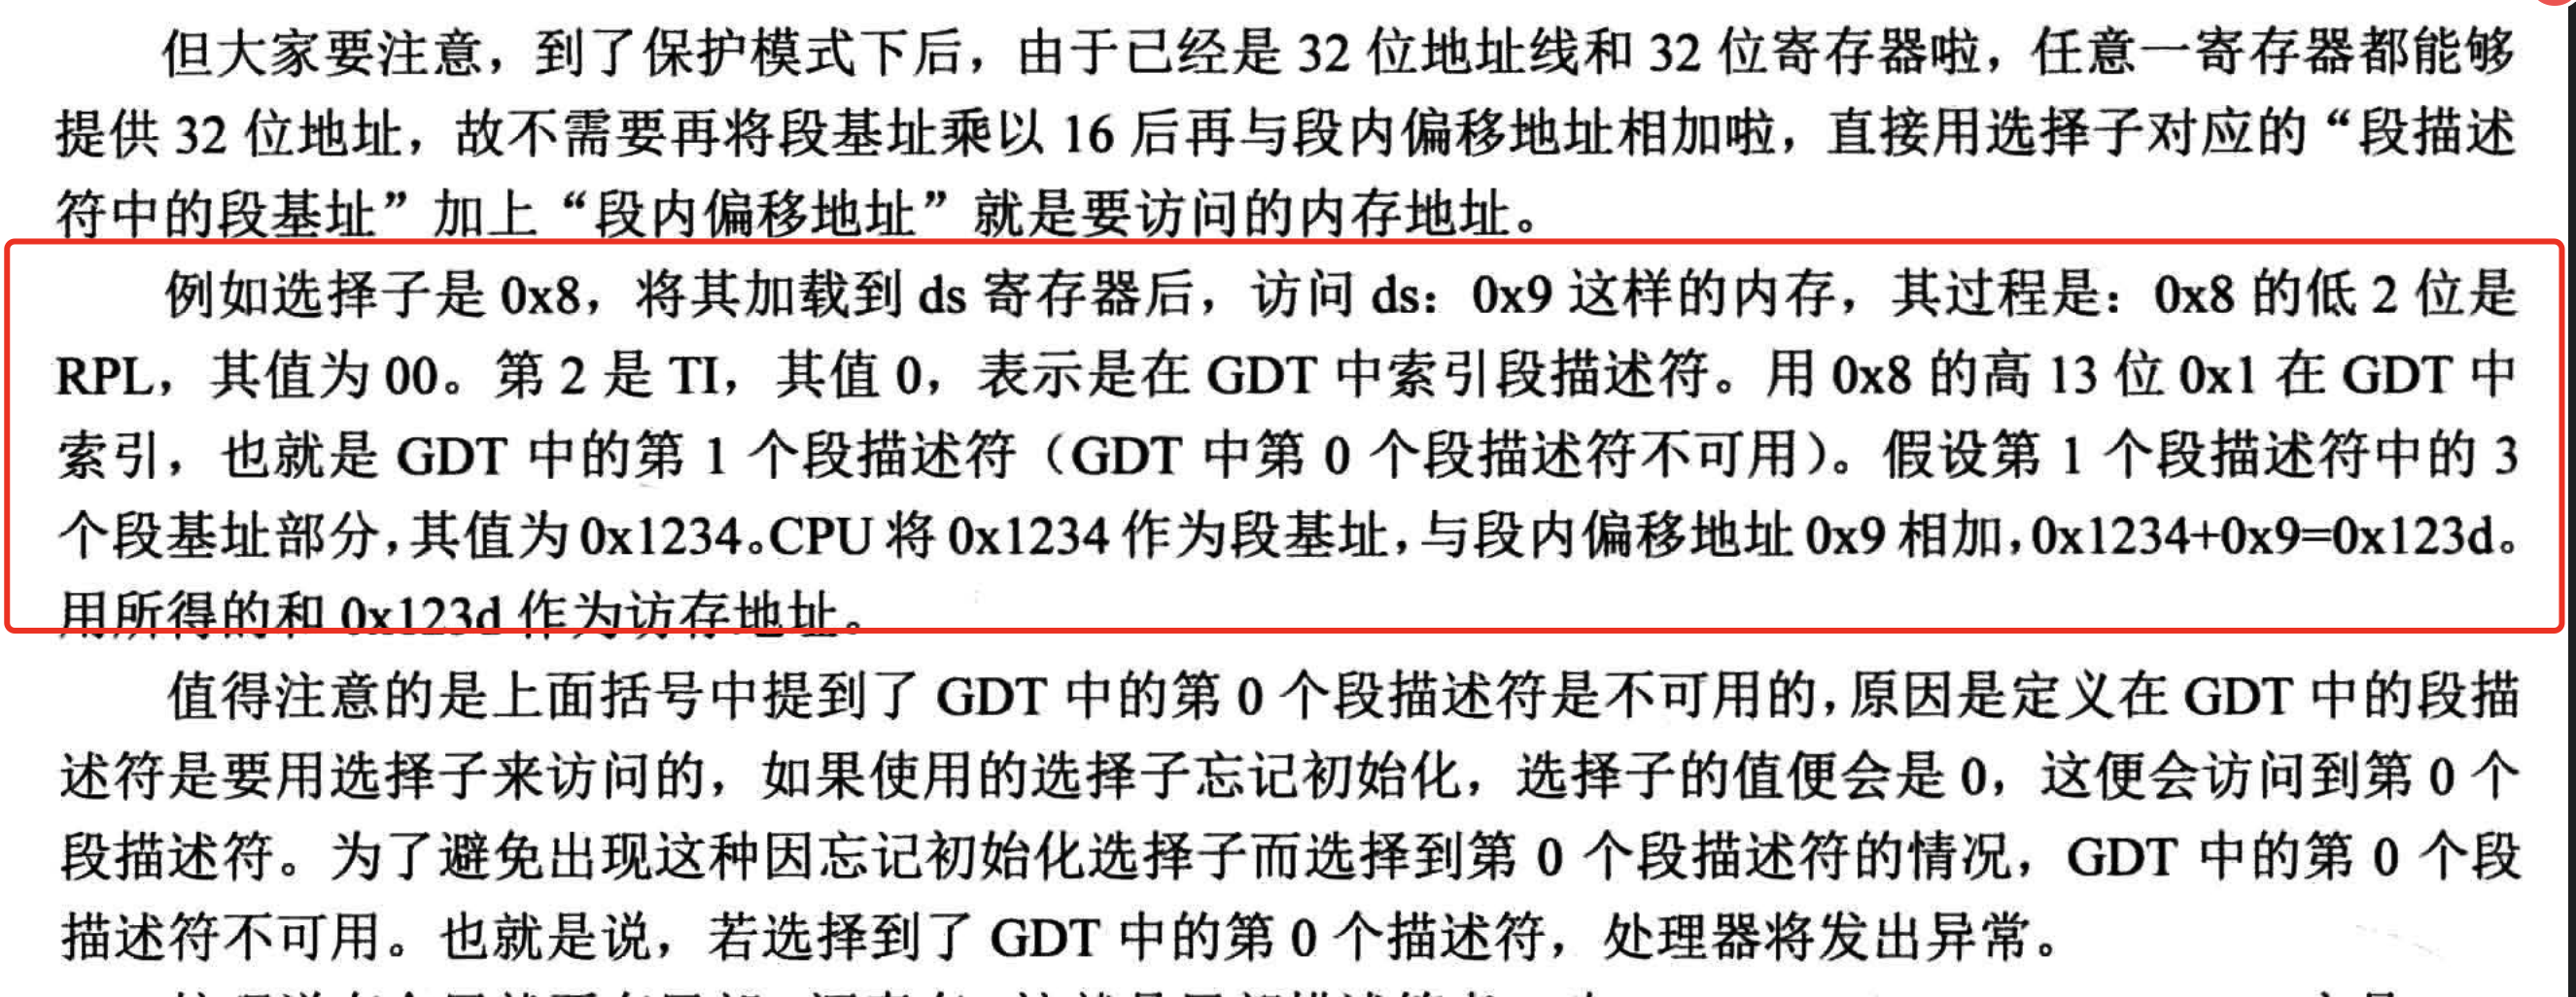 但大家要注意，到了保护模式下后，由于已经是 32 位地址线和 32 位寄存器啦，任意一寄存器都能够
提供 32 位地址，故不需要再将段基址乘以 16 后再与段内偏移地址相加啦，直接用选择子对应的“段描述
符中的段基址”加上“段内偏移地址”就是要访问的内存地址。
例如选择子是 0x8，将其加载到 ds 寄存器后，访问 ds：0x9 这样的内存，其过程是：0x8 的低 2 位是
RPL，其值为 00。第 2 是 TI，其值 0，表示是在 GDT 中索引段描述符。用 0x8 的高 13 位 0x1 在 GDT 中
索引，也就是 GDT 中的第 1 个段描述符（GDT 中第 0 个段描述符不可用）。假设第 1 个段描述符中的 3
个段基址部分，其值为 0x1234。CPU 将 0x1234 作为段基址，与段内偏移地址 0x9 相加，0x1234+0x9=0x123d。
用所得的和 0x123d 作为访存地址。
值得注意的是上面括号中提到了 GDT 中的第 0 个段描述符是不可用的，原因是定义在 GDT 中的段描
述符是要用选择子来访问的，如果使用的选择子忘记初始化，选择子的值便会是 0，这便会访问到第 0 个
段描述符。为了避免出现这种因忘记初始化选择子而选择到第 0 个段描述符的情况，GDT 中的第 0 个段
描述符不可用。也就是说，若选择到了 GDT 中的第 0 个描述符，处理器将发出异常。